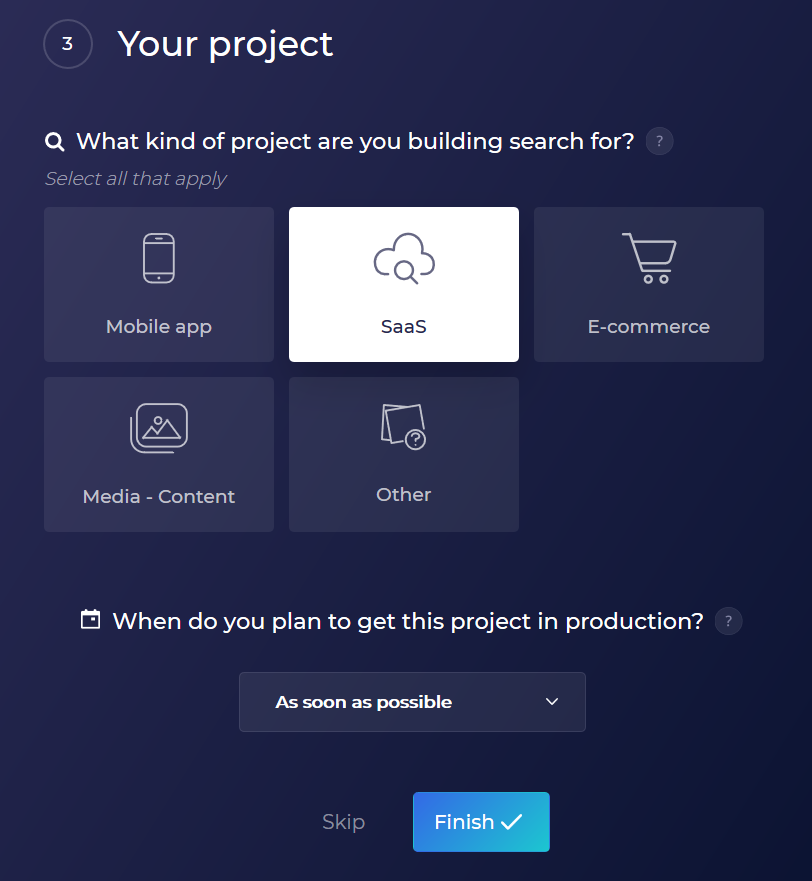 3 Your project
What kind of project are you building search for? ?
Select all that apply
Mobile app SaaS E-commerce
Media - Content Other
When do you plan to get this project in production? ?
As soon as possible
Skip Finish